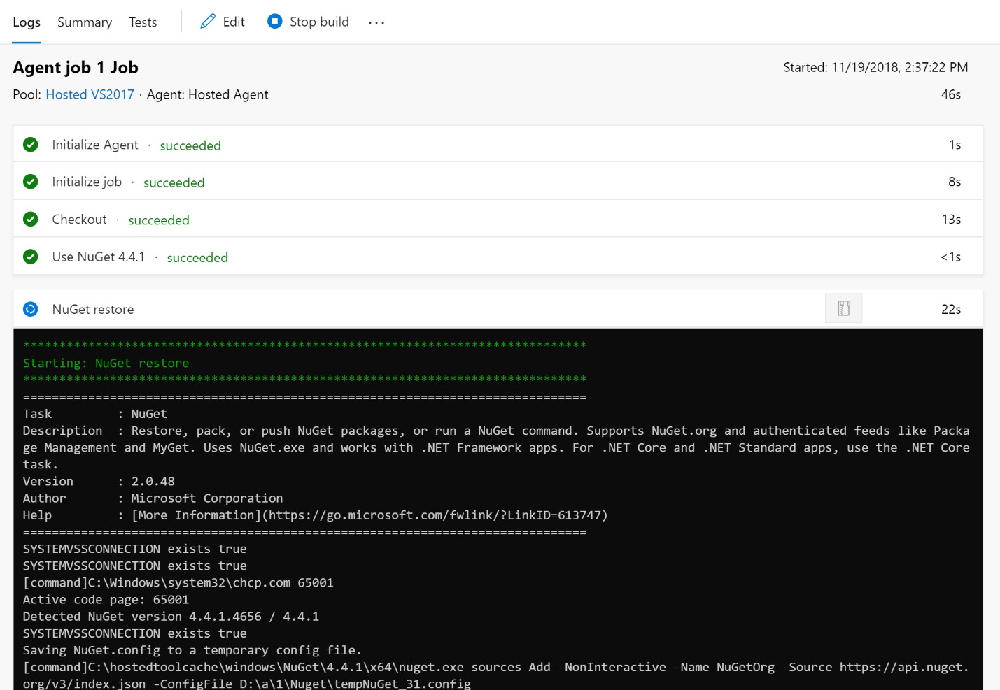 Logs Summary Tests Edit Stop build ...
Agent job 1 Job Started: 11/19/2018, 2:37:22 PM
Pool: Hosted VS2017 · Agent: Hosted Agent 46s
Initialize Agent · succeeded 1s
Initialize job · succeeded 8s
Checkout · succeeded 13s
Use NuGet 4.4.1 · succeeded <1s
NuGet restore 22s
******************************************************************************
Starting: NuGet restore
******************************************************************************
==============================================================================
Task         : NuGet
Description  : Restore, pack, or push NuGet packages, or run a NuGet command. Supports NuGet.org and authenticated feeds like Packa
ge Management and MyGet. Uses NuGet.exe and works with .NET Framework apps. For .NET Core and .NET Standard apps, use the .NET Core
task.
Version      : 2.0.48
Author       : Microsoft Corporation
Help         : [More Information](https://go.microsoft.com/fwlink/?LinkID=613747)
==============================================================================
SYSTEMVSSCONNECTION exists true
SYSTEMVSSCONNECTION exists true
[command]C:\Windows\system32\chcp.com 65001
Active code page: 65001
Detected NuGet version 4.4.1.4656 / 4.4.1
SYSTEMVSSCONNECTION exists true
Saving NuGet.config to a temporary config file.
[command]C:\hostedtoolcache\windows\NuGet\4.4.1\x64\nuget.exe sources Add -NonInteractive -Name NuGetOrg -Source https://api.nuget.
org/v3/index.json -ConfigFile D:\a\1\Nuget\tempNuGet_31.config